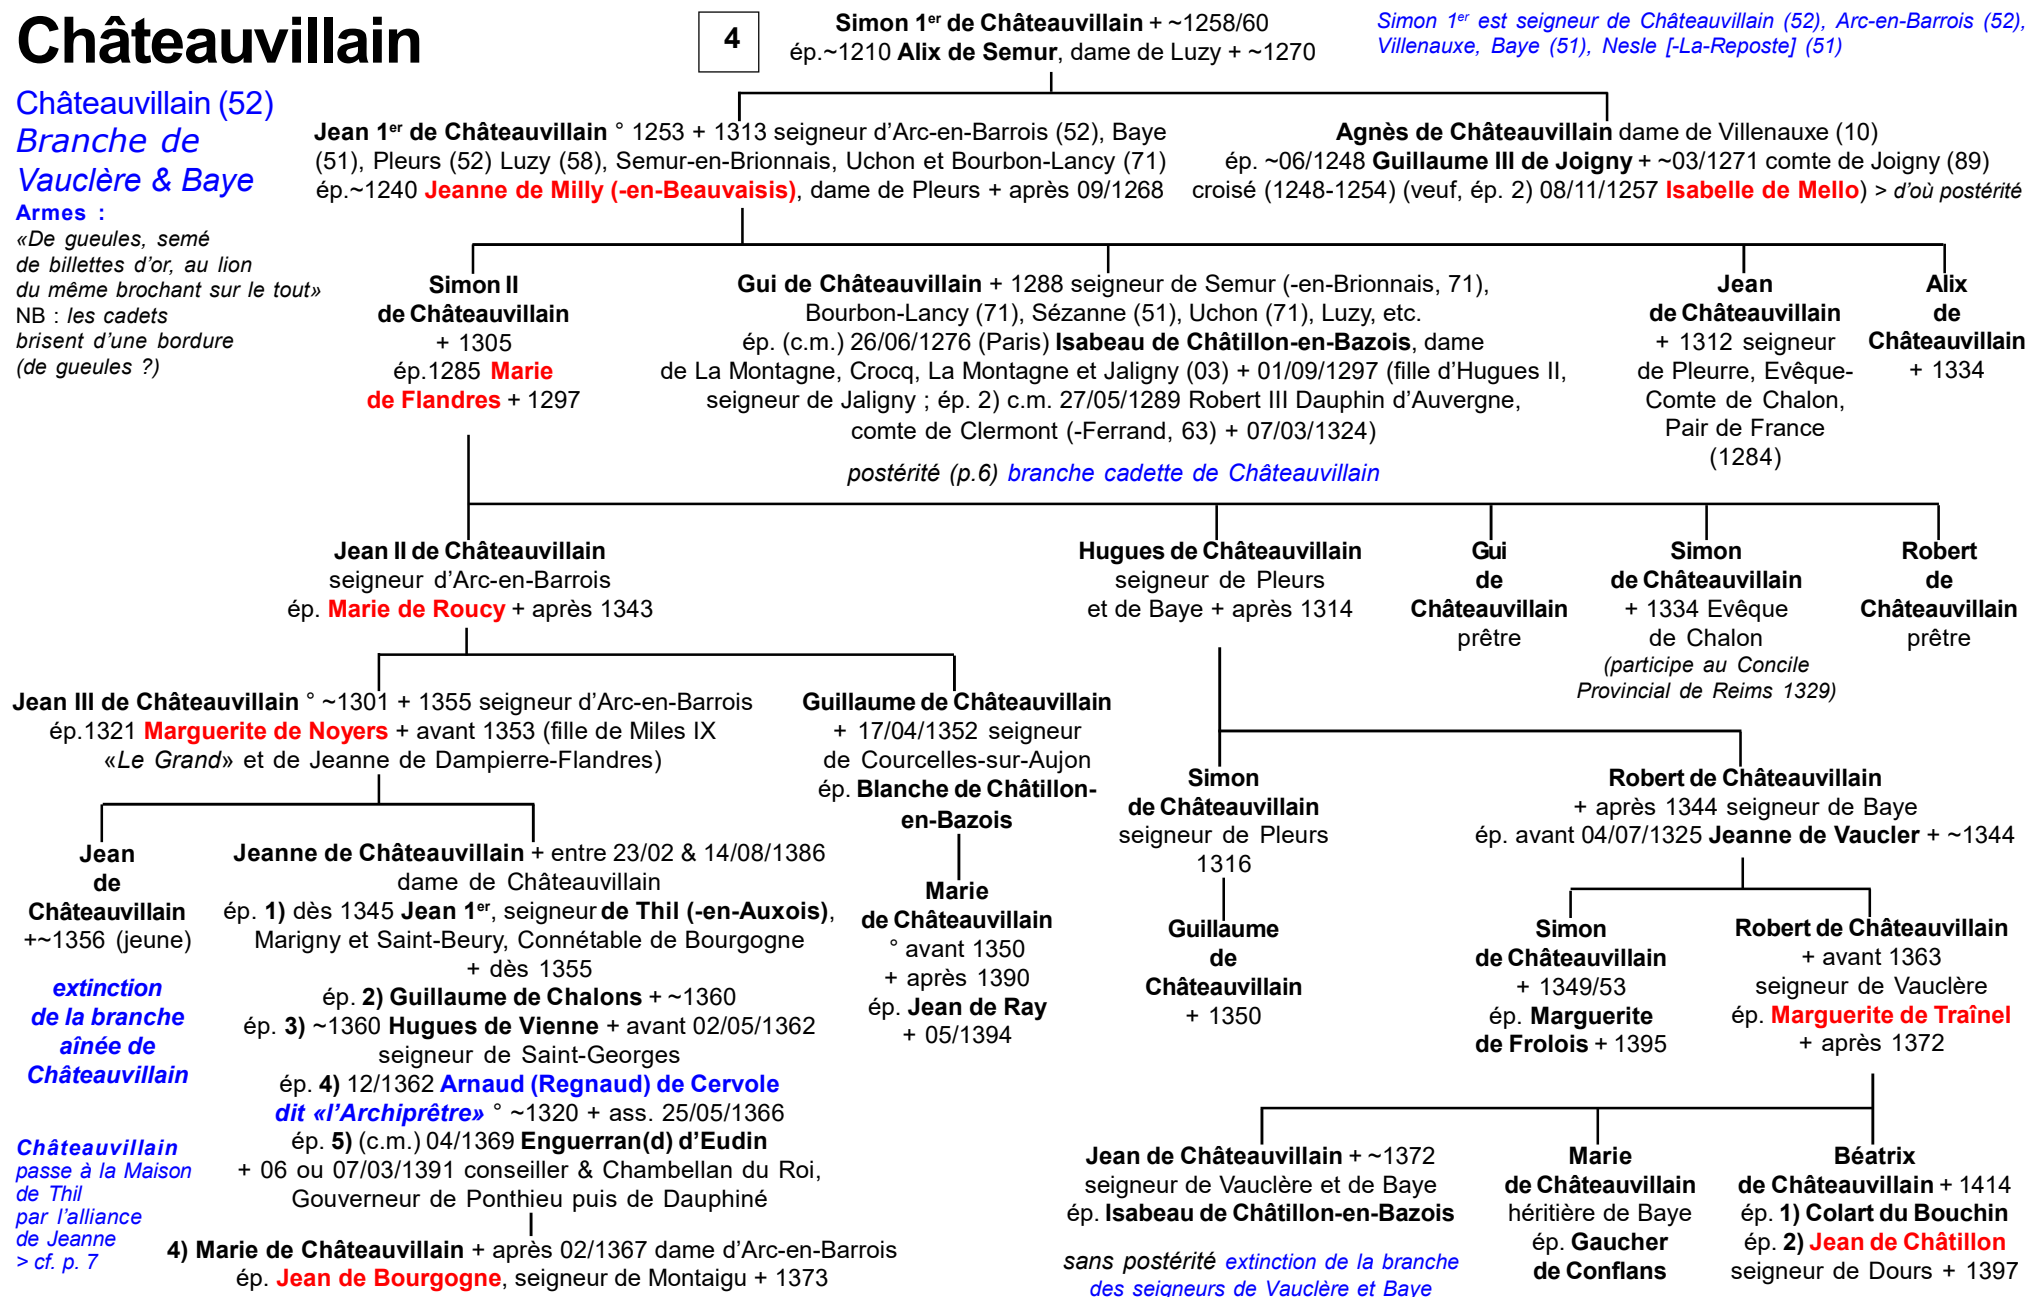 Châteauvillain
4
Simon 1er de Châteauvillain + ~1258/60
ép.~1210 Alix de Semur, dame de Luzy + ~1270
Simon 1er est seigneur de Châteauvillain (52), Arc-en-Barrois (52),
Villenauxe, Baye (51), Nesle [-La-Reposte] (51)
Châteauvillain (52)
Branche de
Vauclère & Baye
Armes :
«De gueules, semé
de billettes d'or, au lion
du même brochant sur le tout»
NB : les cadets
brisent d'une bordure
(de gueules ?)
Jean 1er de Châteauvillain ° 1253 + 1313 seigneur d'Arc-en-Barrois (52), Baye
(51), Pleurs (52) Luzy (58), Semur-en-Brionnais, Uchon et Bourbon-Lancy (71)
ép.~1240 Jeanne de Milly (-en-Beauvaisis), dame de Pleurs + après 09/1268
Agnès de Châteauvillain dame de Villenauxe (10)
ép. ~06/1248 Guillaume III de Joigny + ~03/1271 comte de Joigny (89)
croisé (1248-1254) (veuf, ép. 2) 08/11/1257 Isabelle de Mello) > d'où postérité
Simon II
de Châteauvillain
+ 1305
ép.1285 Marie
de Flandres + 1297
Gui de Châteauvillain + 1288 seigneur de Semur (-en-Brionnais, 71),
Bourbon-Lancy (71), Sézanne (51), Uchon (71), Luzy, etc.
ép. (c.m.) 26/06/1276 (Paris) Isabeau de Châtillon-en-Bazois, dame
de La Montagne, Crocq, La Montagne et Jaligny (03) + 01/09/1297 (fille d'Hugues II,
seigneur de Jaligny ; ép. 2) c.m. 27/05/1289 Robert III Dauphin d'Auvergne,
comte de Clermont (-Ferrand, 63) + 07/03/1324)
postérité (p.6) branche cadette de Châteauvillain
Jean
de Châteauvillain
+ 1312 seigneur
de Pleurre, Evêque-
Comte de Chalon,
Pair de France
(1284)
Alix
de
Châteauvillain
+ 1334
Jean II de Châteauvillain
seigneur d'Arc-en-Barrois
ép. Marie de Roucy + après 1343
Hugues de Châteauvillain
seigneur de Pleurs
et de Baye + après 1314
Gui
de
Châteauvillain
prêtre
Simon
de Châteauvillain
+ 1334 Evêque
de Chalon
(participe au Concile
Provincial de Reims 1329)
Robert
de
Châteauvillain
prêtre
Jean III de Châteauvillain ° ~1301 + 1355 seigneur d'Arc-en-Barrois
ép.1321 Marguerite de Noyers + avant 1353 (fille de Miles IX
«Le Grand» et de Jeanne de Dampierre-Flandres)
Guillaume de Châteauvillain
+ 17/04/1352 seigneur
de Courcelles-sur-Aujon
ép. Blanche de Châtillon-
en-Bazois
Simon
de Châteauvillain
seigneur de Pleurs
1316
Robert de Châteauvillain
+ après 1344 seigneur de Baye
ép. avant 04/07/1325 Jeanne de Vaucler + ~1344
Jean
de
Châteauvillain
+~1356 (jeune)
extinction
de la branche
aînée de
Châteauvillain
Châteauvillain
passe à la Maison
de Thil
par l'alliance
de Jeanne
> cf. p. 7
Jeanne de Châteauvillain + entre 23/02 & 14/08/1386
dame de Châteauvillain
ép. 1) dès 1345 Jean 1er, seigneur de Thil (-en-Auxois),
Marigny et Saint-Beury, Connétable de Bourgogne
+ dès 1355
ép. 2) Guillaume de Chalons + ~1360
ép. 3) ~1360 Hugues de Vienne + avant 02/05/1362
seigneur de Saint-Georges
ép. 4) 12/1362 Arnaud (Regnaud) de Cervole
dit «l'Archiprêtre» ° ~1320 + ass. 25/05/1366
ép. 5) (c.m.) 04/1369 Enguerran(d) d'Eudin
+ 06 ou 07/03/1391 conseiller & Chambellan du Roi,
Gouverneur de Ponthieu puis de Dauphiné
4) Marie de Châteauvillain + après 02/1367 dame d'Arc-en-Barrois
ép. Jean de Bourgogne, seigneur de Montaigu + 1373
Marie
de Châteauvillain
° avant 1350
+ après 1390
ép. Jean de Ray
+ 05/1394
Guillaume
de
Châteauvillain
+ 1350
Simon
de Châteauvillain
+ 1349/53
ép. Marguerite
de Frolois + 1395
Robert de Châteauvillain
+ avant 1363
seigneur de Vauclère
ép. Marguerite de Traînel
+ après 1372
Jean de Châteauvillain + ~1372
seigneur de Vauclère et de Baye
ép. Isabeau de Châtillon-en-Bazois
sans postérité extinction de la branche
des seigneurs de Vauclère et Baye
Marie
de Châteauvillain
héritière de Baye
ép. Gaucher
de Conflans
Béatrix
de Châteauvillain + 1414
ép. 1) Colart du Bouchin
ép. 2) Jean de Châtillon
seigneur de Dours + 1397